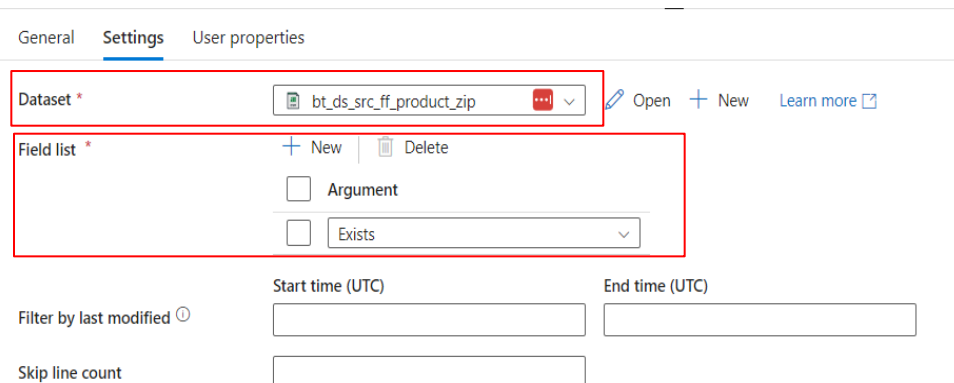 General Settings User properties
Dataset * bt_ds_src_ff_product_zip Open New Learn more
Field list * New Delete
Argument
Exists
Start time (UTC) End time (UTC)
Filter by last modified
Skip line count